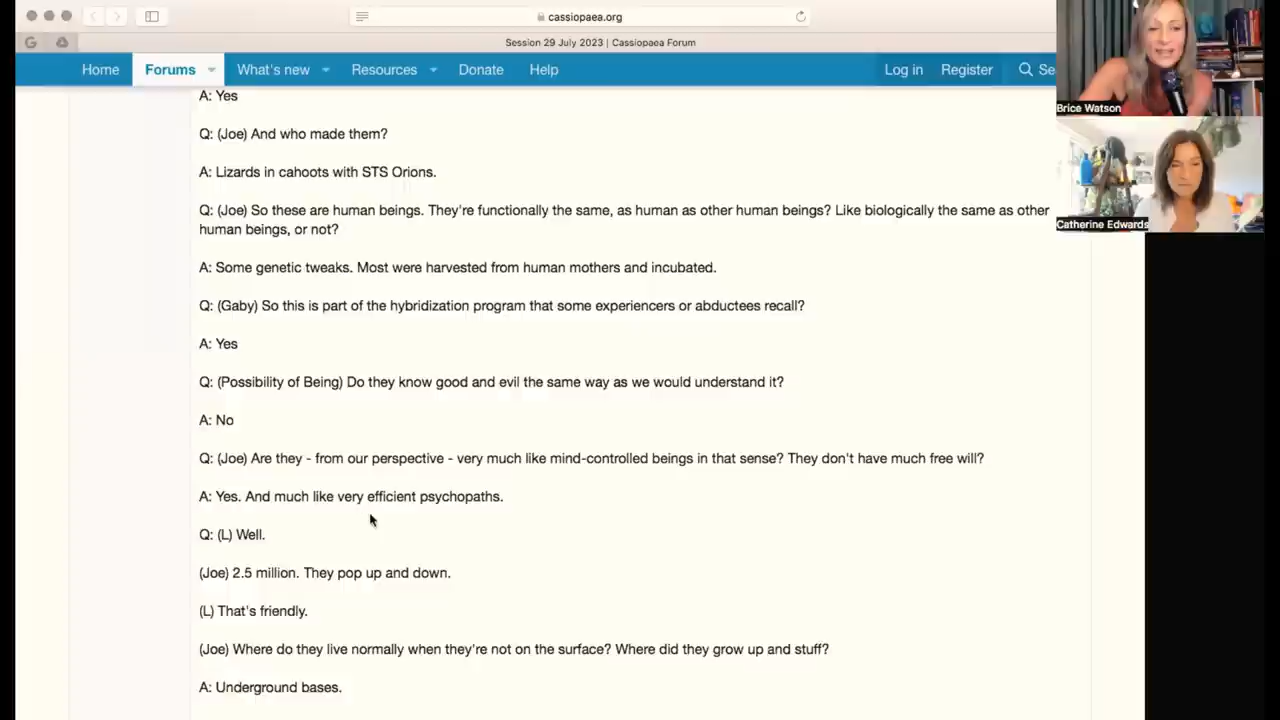 cassiopaea.org
Session 29 July 2023 | Cassiopaea Forum
Home Forums What's new Resources Donate Help Log in Register Se
Brice Watson
Catherine Edwards
A: Yes
Q: (Joe) And who made them?
A: Lizards in cahoots with STS Orions.
Q: (Joe) So these are human beings. They're functionally the same, as human as other human beings? Like biologically the same as other
human beings, or not?
A: Some genetic tweaks. Most were harvested from human mothers and incubated.
Q: (Gaby) So this is part of the hybridization program that some experiencers or abductees recall?
A: Yes
Q: (Possibility of Being) Do they know good and evil the same way as we would understand it?
A: No
Q: (Joe) Are they - from our perspective - very much like mind-controlled beings in that sense? They don't have much free will?
A: Yes. And much like very efficient psychopaths.
Q: (L) Well.
(Joe) 2.5 million. They pop up and down.
(L) That's friendly.
(Joe) Where do they live normally when they're not on the surface? Where did they grow up and stuff?
A: Underground bases.